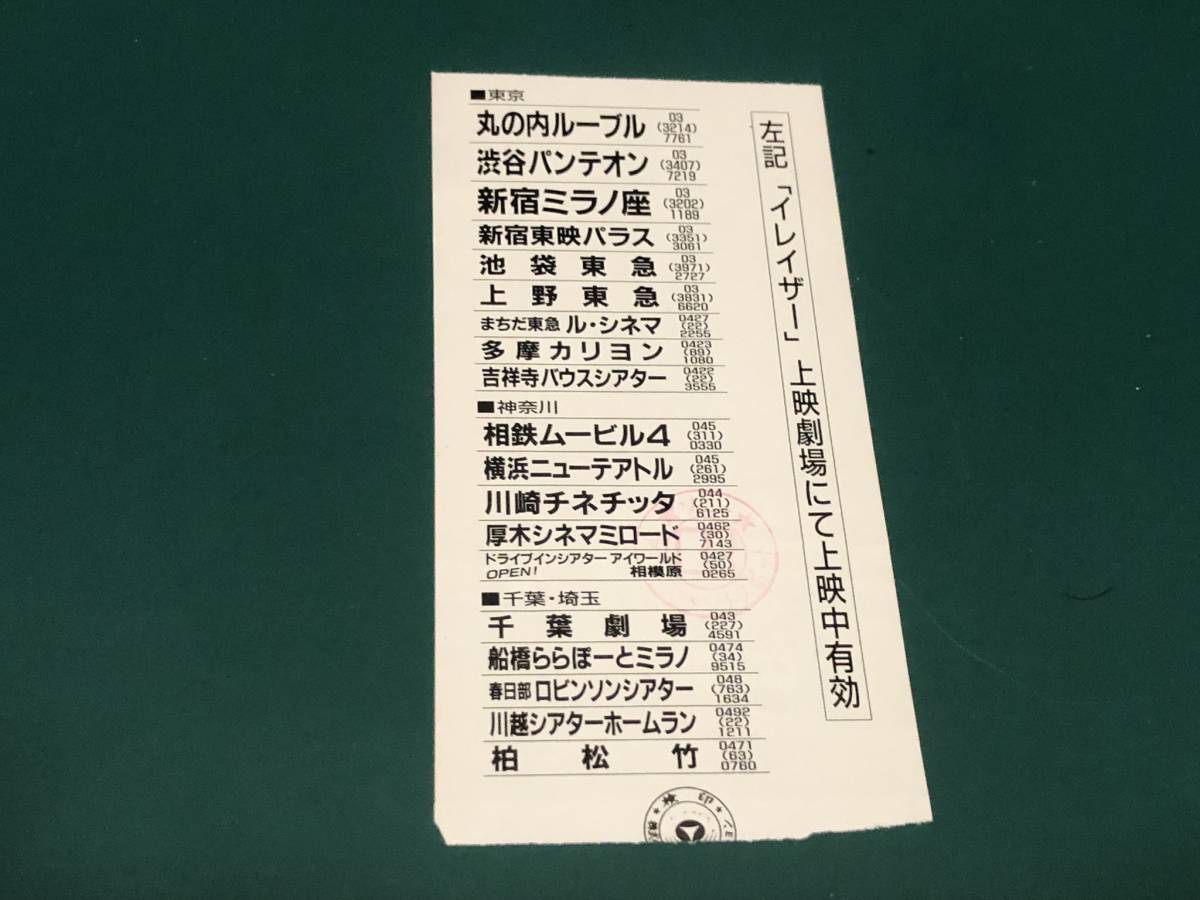 左記「イレイザー」上映劇場にて上映中有効
■東京
丸の内ルーブル 03(3214)7761
渋谷パンテオン 03(3407)7219
新宿ミラノ座 03(3202)1189
新宿東映パラス 03(3351)3061
池袋東急 03(3971)2727
上野東急 03(3831)6620
まちだ東急 ル・シネマ 0427(22)2255
多摩カリヨン 0423(89)1080
吉祥寺バウスシアター 0422(22)3555
■神奈川
相鉄ムービル4 045(311)0330
横浜ニューテアトル 045(261)2995
川崎チネチッタ 044(211)6125
厚木シネマミロード 0462(30)7143
ドライブインシアター アイワールド 0427(50)0265
OPEN! 相模原
■千葉・埼玉
千葉劇場 043(227)4591
船橋ららぽーとミラノ 0474(34)9515
春日部ロビンソンシアター 048(763)1634
川越シアターホームラン 0492(22)1211
柏松竹 0471(63)0760